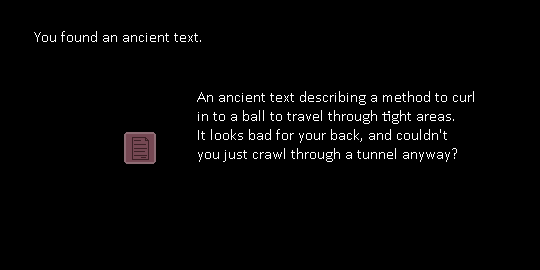 You found an ancient text.
An ancient text describing a method to curl
in to a ball to travel through tight areas.
It looks bad for your back, and couldn't
you just crawl through a tunnel anyway?